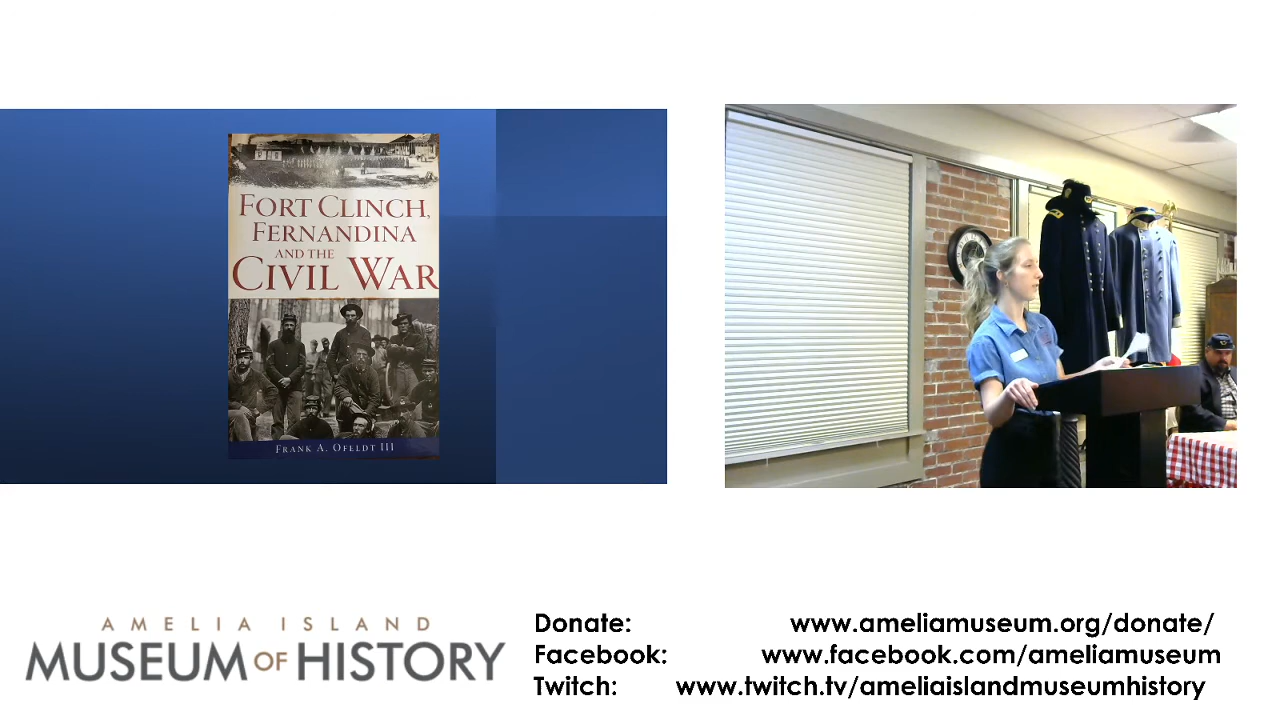 FORT CLINCH,
FERNANDINA
AND THE
CIVIL WAR
FRANK A. OFELDT III
AMELIA ISLAND
MUSEUM OF HISTORY
Donate: www.ameliamuseum.org/donate/
Facebook: www.facebook.com/ameliamuseum
Twitch: www.twitch.tv/ameliaislandmuseumhistory